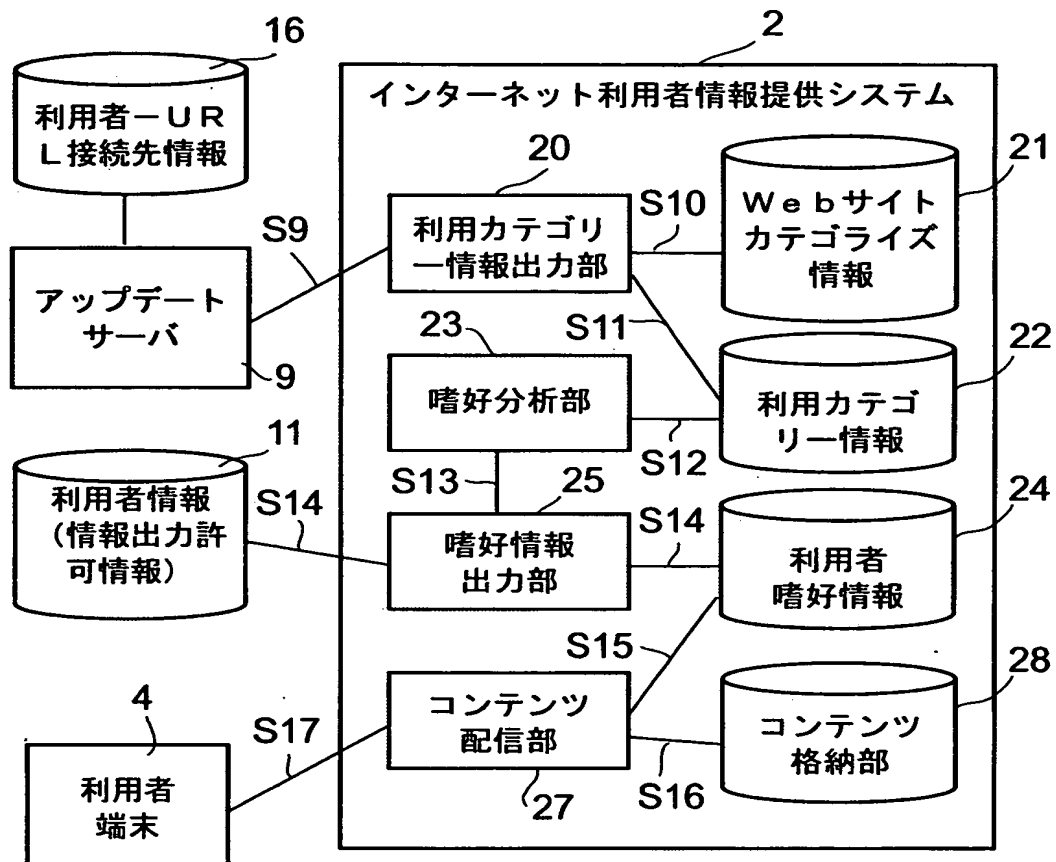 2
16
インターネット利用者情報提供システム
利用者－ＵＲ
Ｌ接続先情報
20
21
S9
利用カテゴリ
ー情報出力部
S10
Ｗｅｂサイト
カテゴライズ
情報
アップデート
サーバ
9
23
S11
22
嗜好分析部
S12
利用カテゴ
リー情報
11
利用者情報
（情報出力許
可情報）
S14
S13
25
嗜好情報
出力部
S14
24
利用者
嗜好情報
S15
28
4
S17
コンテンツ
配信部
27
S16
コンテンツ
格納部
利用者
端末